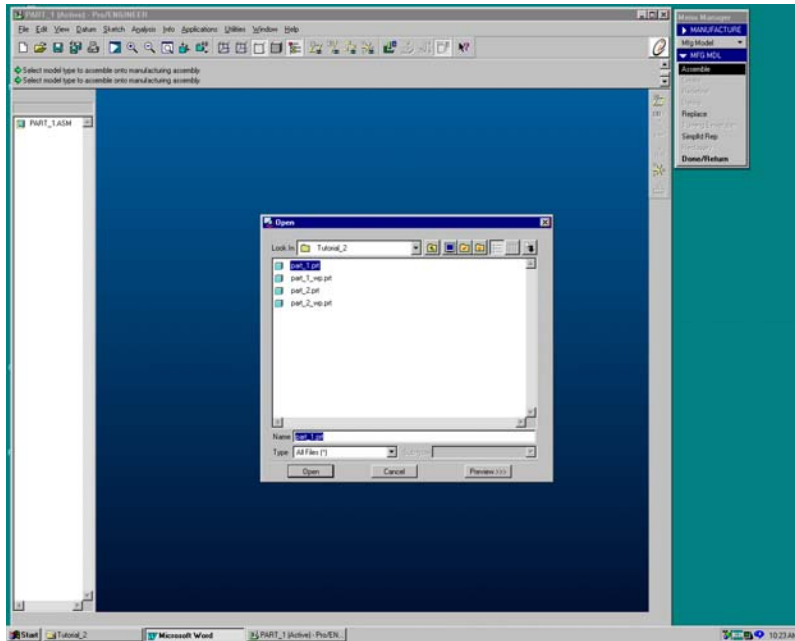 PART_1 (Active) - Pro/ENGINEER
File Edit View Datum Sketch Analysis Info Applications Utilities Window Help
Select model type to assemble onto manufacturing assembly.
Select model type to assemble onto manufacturing assembly.
PART_1.ASM
Menu Manager
MANUFACTURE
Mfg Model
MFG MDL
Assemble
Replace
Simplfd Rep
Done/Return
Open
Look In Tutorial_2
part_1.prt
part_1_wp.prt
part_2.prt
part_2_wp.prt
Name part_1.prt
Type All Files (*)
Open Cancel Preview >>>
Start Tutorial_2 Microsoft Word PART_1 (Active) - Pro/EN... 10:23 AM